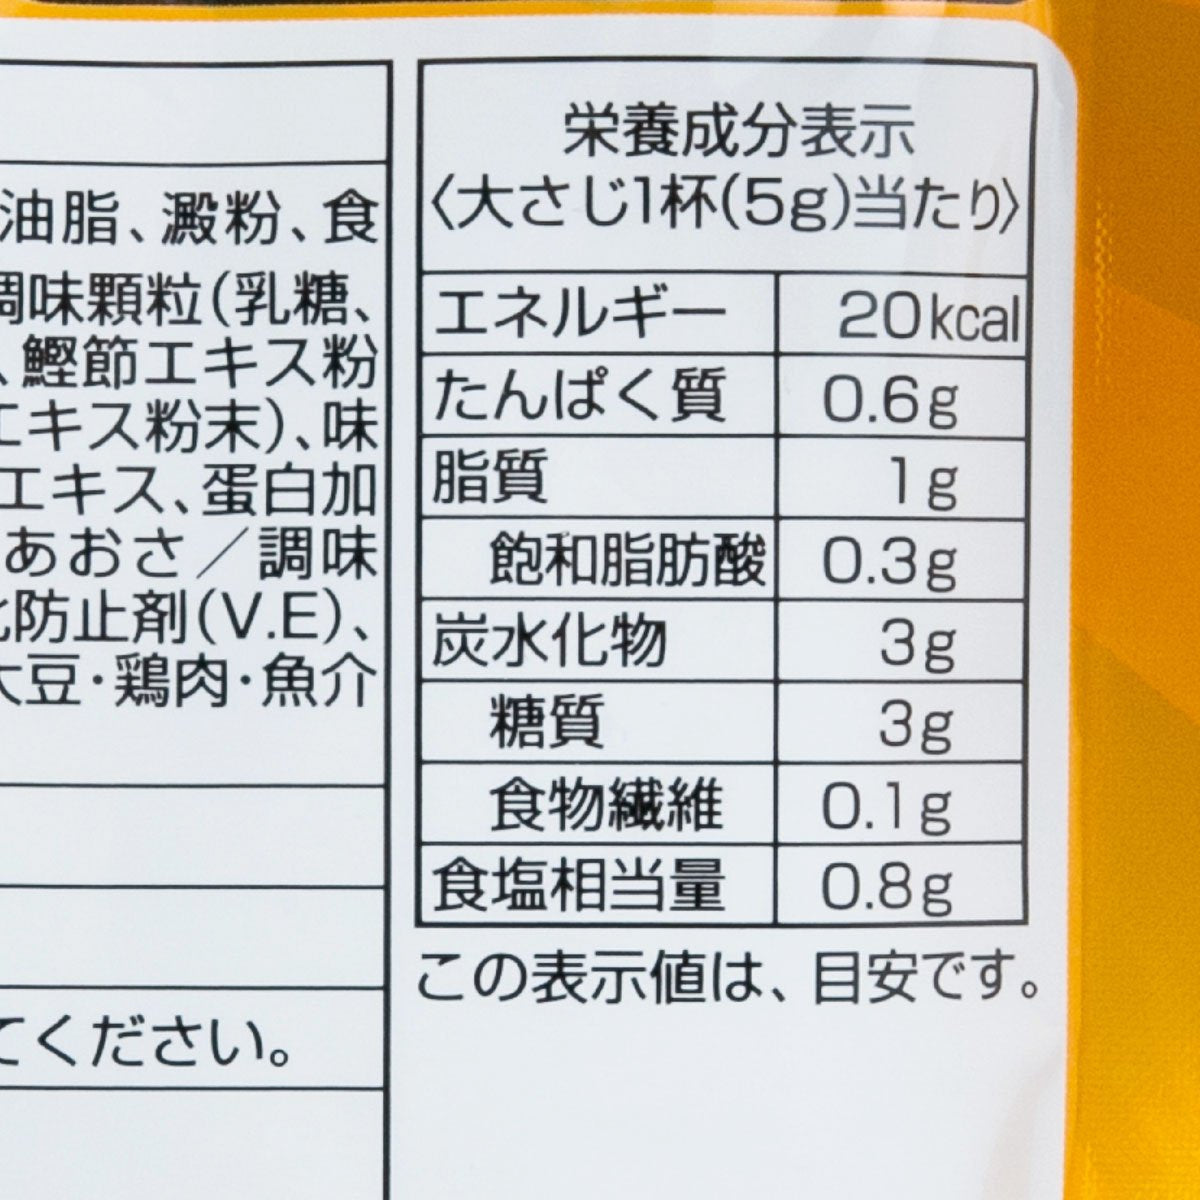 油脂、澱粉、食
調味顆粒(乳糖、
、鰹節エキス粉
エキス粉末)、味
エキス、蛋白加
あおさ／調味
防止剤(V.E)、
大豆・鶏肉・魚介
てください。
栄養成分表示
〈大さじ1杯(5g)当たり〉
エネルギー 20kcal
たんぱく質 0.6g
脂質 1g
飽和脂肪酸 0.3g
炭水化物 3g
糖質 3g
食物繊維 0.1g
食塩相当量 0.8g
この表示値は、目安です。